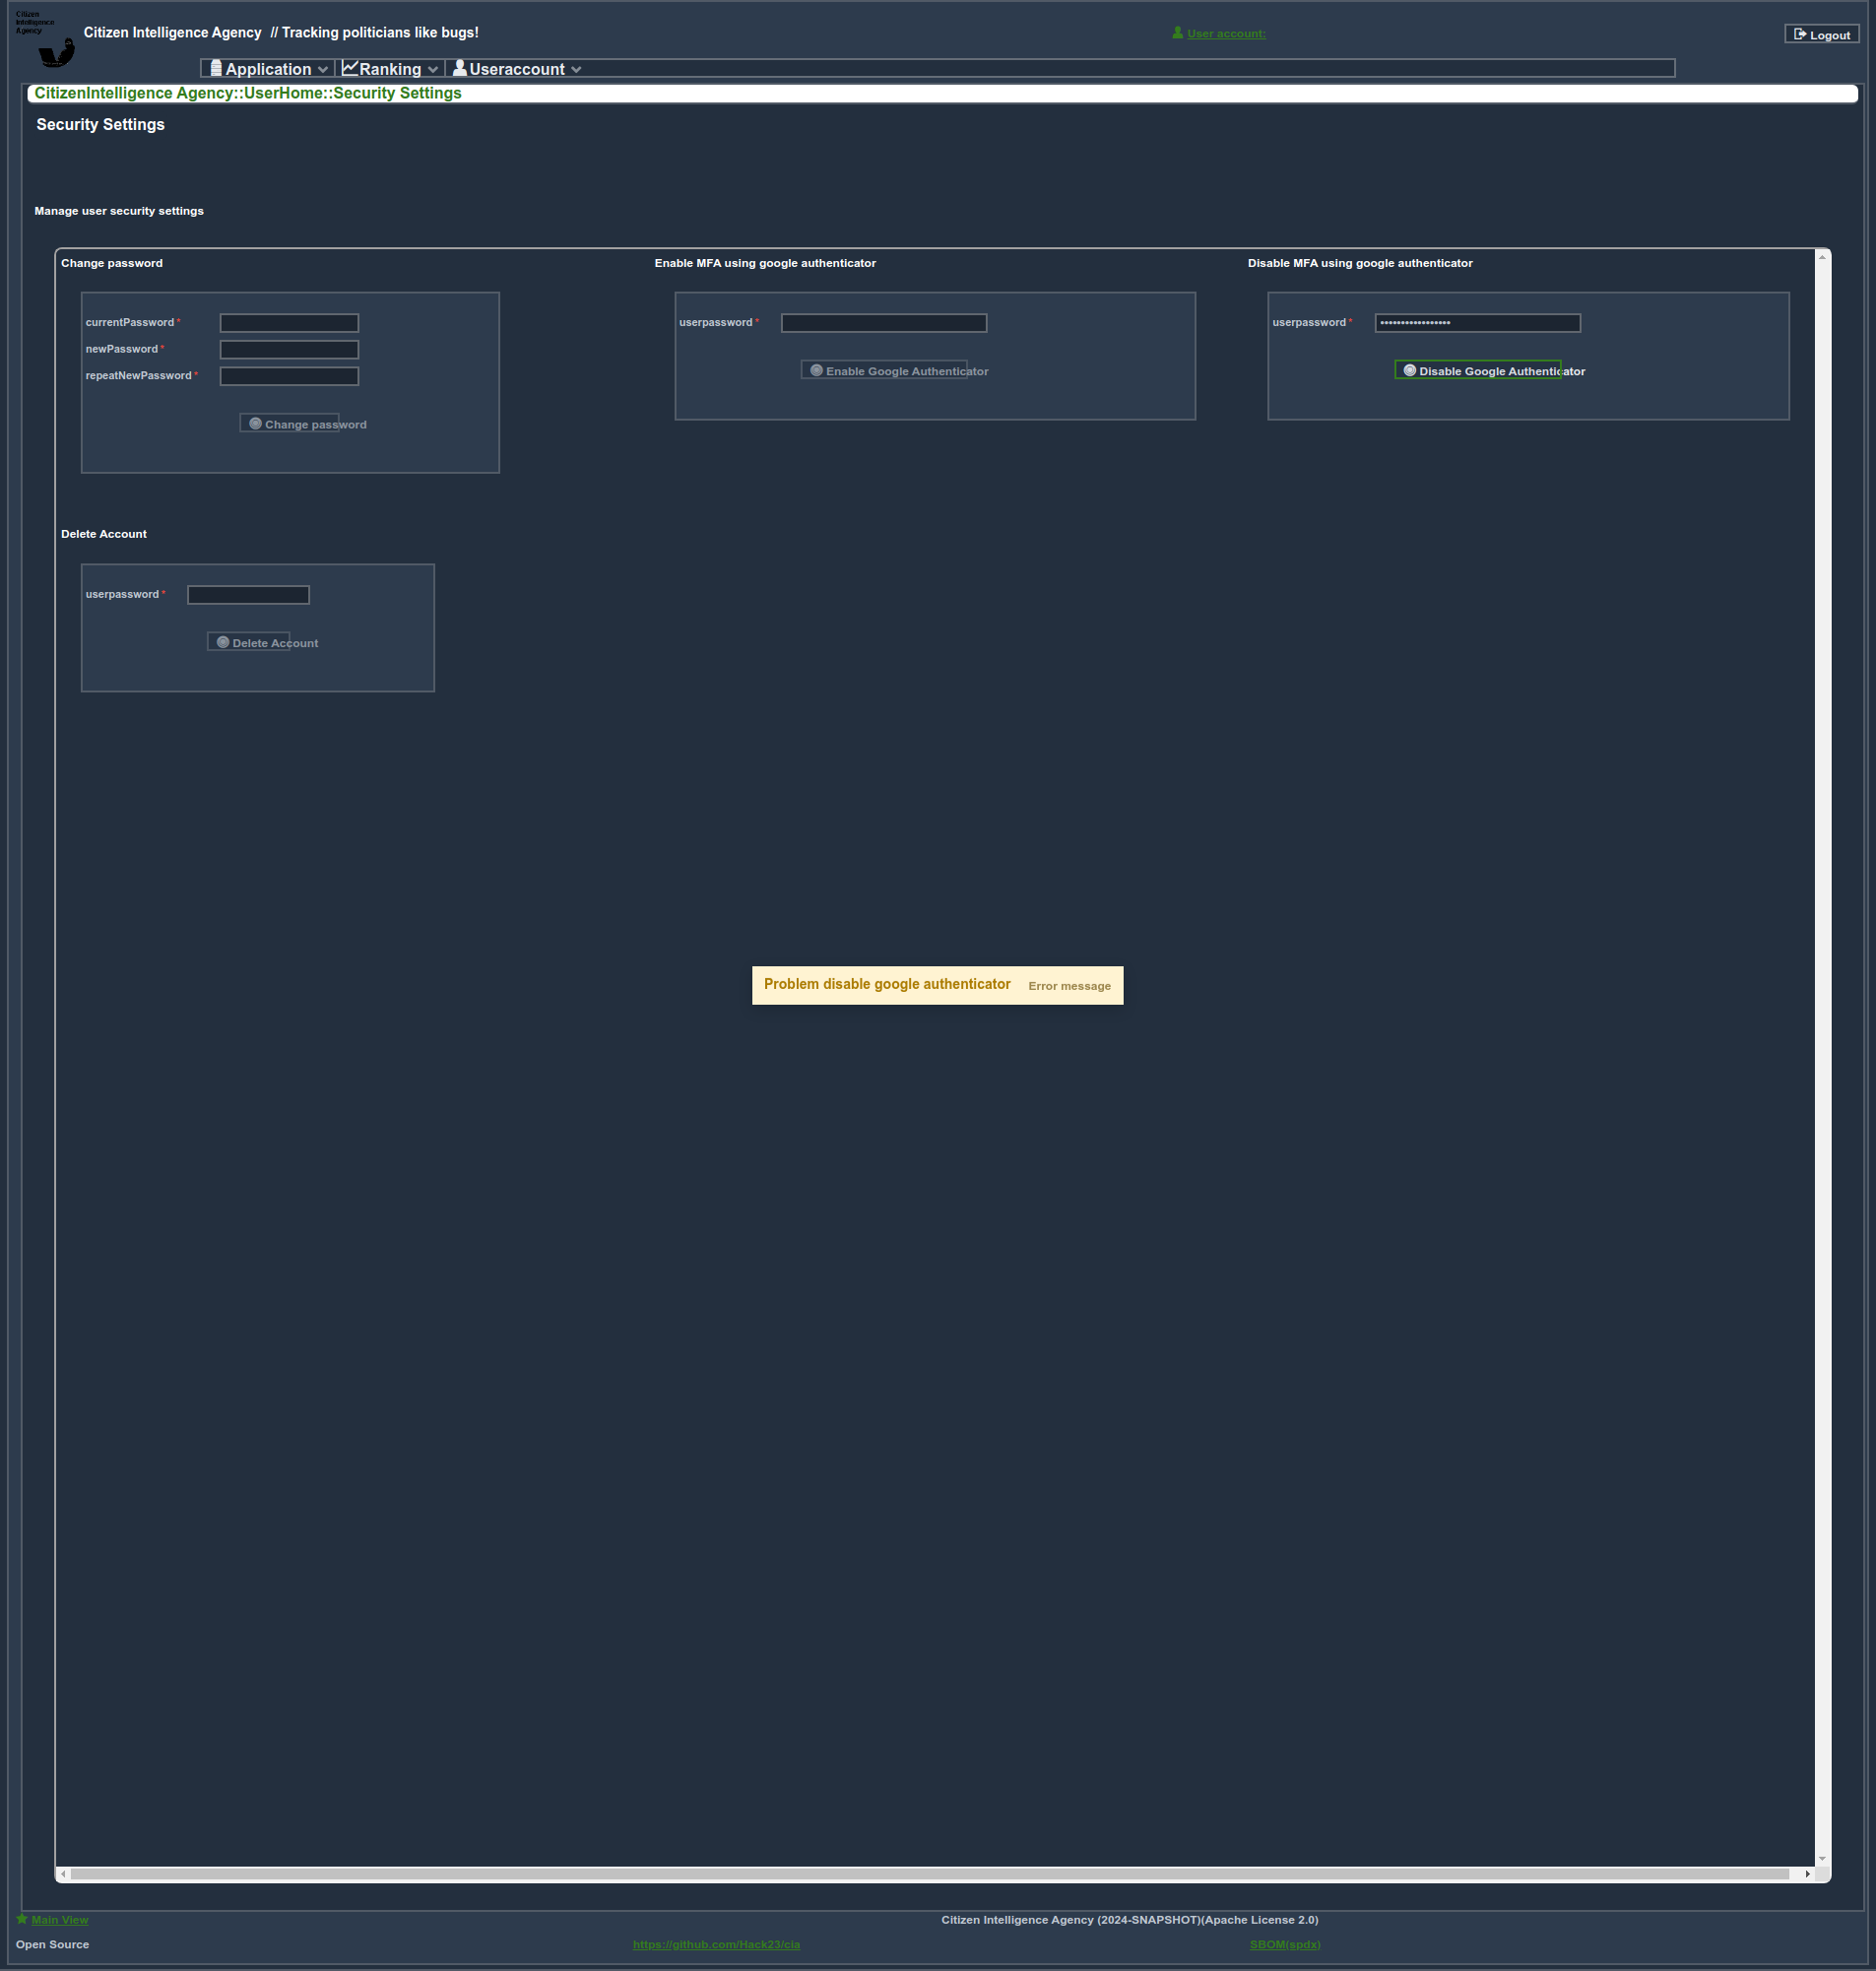 Citizen
Intelligence
Agency
Citizen Intelligence Agency // Tracking politicians like bugs!
User account:
Logout
Application
Ranking
Useraccount
CitizenIntelligence Agency::UserHome::Security Settings
Security Settings
Manage user security settings
Change password
Enable MFA using google authenticator
Disable MFA using google authenticator
currentPassword *
newPassword *
repeatNewPassword *
Change password
userpassword *
Enable Google Authenticator
userpassword * •••••••••••••••••
Disable Google Authenticator
Delete Account
userpassword *
Delete Account
Problem disable google authenticator Error message
Main View
Citizen Intelligence Agency (2024-SNAPSHOT)(Apache License 2.0)
Open Source
https://github.com/Hack23/cia
SBOM(spdx)